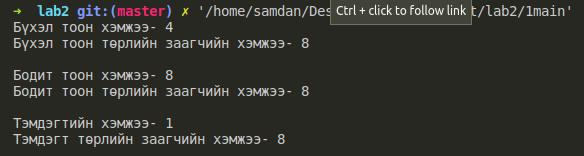 ➜ lab2 git:(master) ✗ '/home/samdan/Des t/lab2/1main'
Ctrl + click to follow link
Бүхэл тоон хэмжээ- 4
Бүхэл тоон төрлийн заагчийн хэмжээ- 8
Бодит тоон хэмжээ- 8
Бодит тоон төрлийн заагчийн хэмжээ- 8
Тэмдэгтийн хэмжээ- 1
Тэмдэгт төрлийн заагчийн хэмжээ- 8